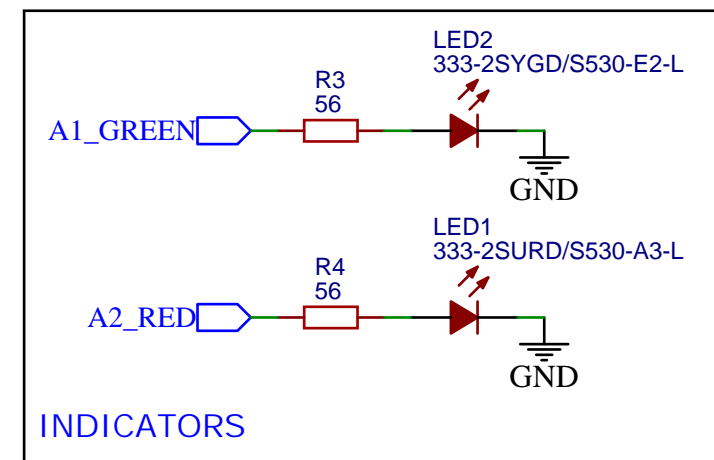 LED2
333-2SYGD/S530-E2-L
R3
56
A1_GREEN
GND
LED1
333-2SURD/S530-A3-L
R4
56
A2_RED
GND
INDICATORS